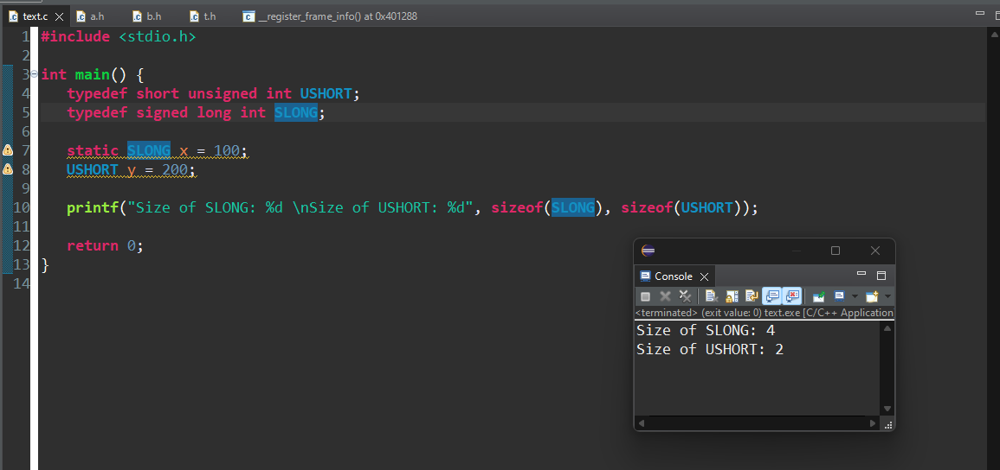 text.c
a.h
b.h
t.h
__register_frame_info() at 0x401288
1 #include <stdio.h>
2
3 int main() {
4 typedef short unsigned int USHORT;
5 typedef signed long int SLONG;
6
7 static SLONG x = 100;
8 USHORT y = 200;
9
10 printf("Size of SLONG: %d \nSize of USHORT: %d", sizeof(SLONG), sizeof(USHORT));
11
12 return 0;
13 }
14
Console
<terminated> (exit value: 0) text.exe [C/C++ Application
Size of SLONG: 4
Size of USHORT: 2